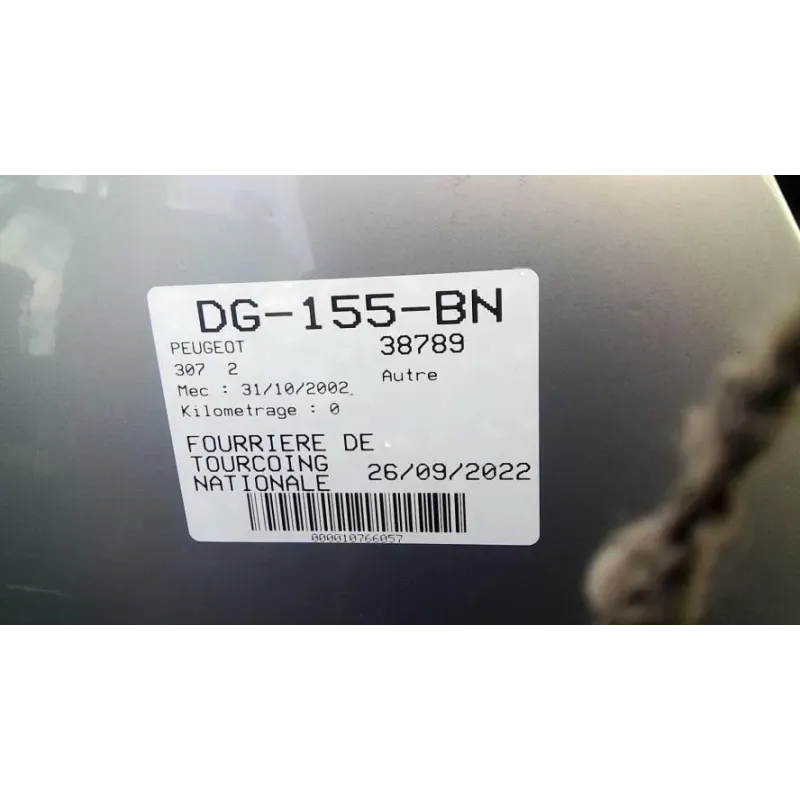 DG-155-BN
PEUGEOT 38789
307 2 Autre
Mec : 31/10/2002
Kilometrage : 0
FOURRIERE DE
TOURCOING
NATIONALE 26/09/2022
000010766057